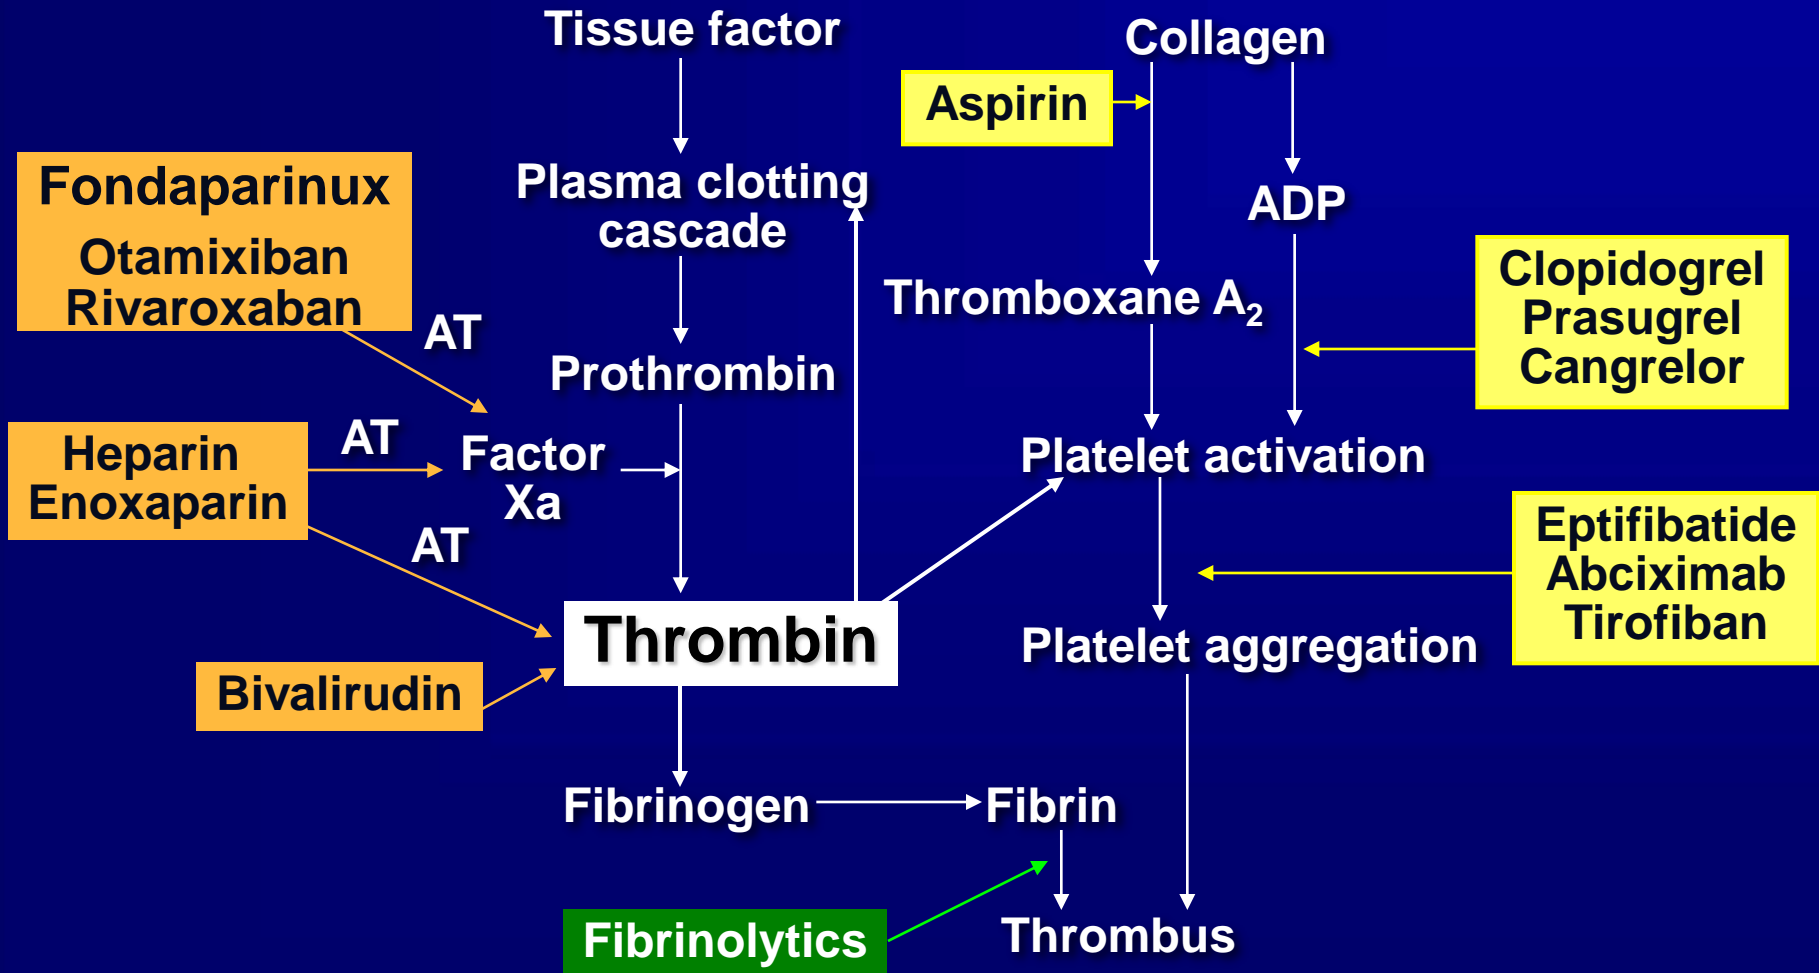 Tissue factor
Collagen
Aspirin
Fondaparinux
Otamixiban
Rivaroxaban
Plasma clotting
cascade
ADP
Clopidogrel
Prasugrel
Cangrelor
Thromboxane A₂
AT
Prothrombin
Heparin
Enoxaparin
AT
Factor
Xa
Platelet activation
AT
Eptifibatide
Abciximab
Tirofiban
Thrombin
Platelet aggregation
Bivalirudin
Fibrinogen
Fibrin
Fibrinolytics
Thrombus